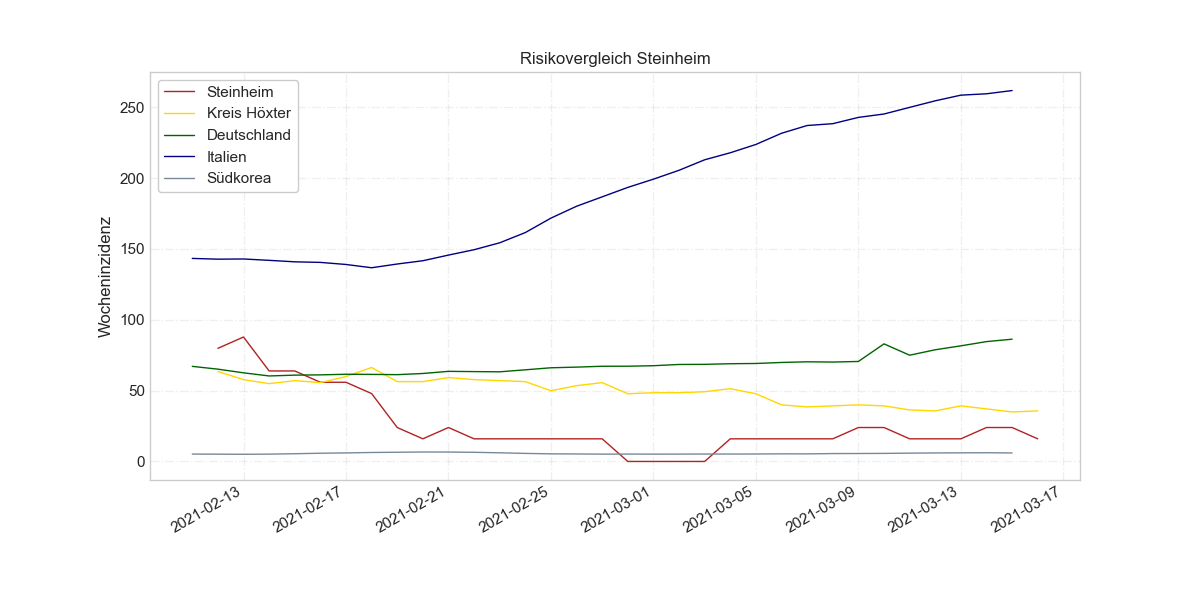 Risikovergleich Steinheim
Steinheim
Kreis Höxter
Deutschland
Italien
Südkorea
Wocheninzidenz
250
200
150
100
50
0
2021-02-13
2021-02-17
2021-02-21
2021-02-25
2021-03-01
2021-03-05
2021-03-09
2021-03-13
2021-03-17